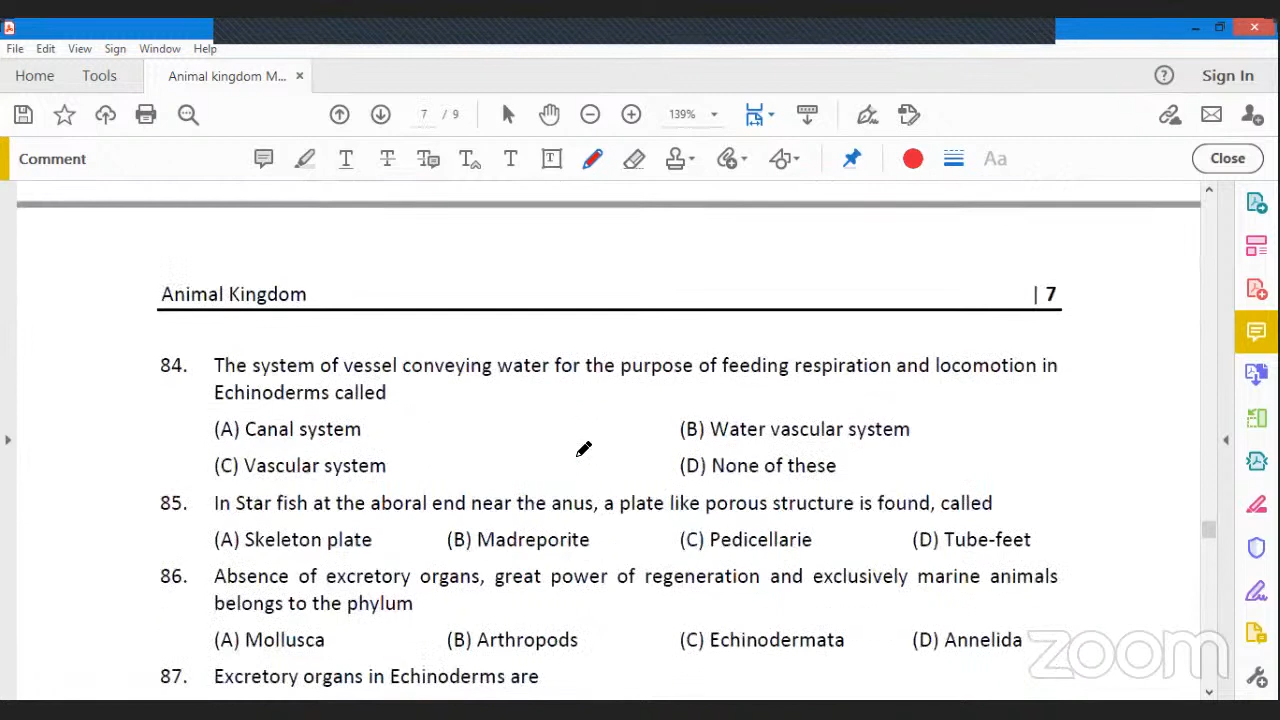 File Edit View Sign Window Help
Home Tools Animal kingdom M... × Sign In
7 / 9 139%
Comment Aa Close
Animal Kingdom | 7
84. The system of vessel conveying water for the purpose of feeding respiration and locomotion in
Echinoderms called
(A) Canal system (B) Water vascular system
(C) Vascular system (D) None of these
85. In Star fish at the aboral end near the anus, a plate like porous structure is found, called
(A) Skeleton plate (B) Madreporite (C) Pedicellarie (D) Tube-feet
86. Absence of excretory organs, great power of regeneration and exclusively marine animals
belongs to the phylum
(A) Mollusca (B) Arthropods (C) Echinodermata (D) Annelida
zoom
87. Excretory organs in Echinoderms are